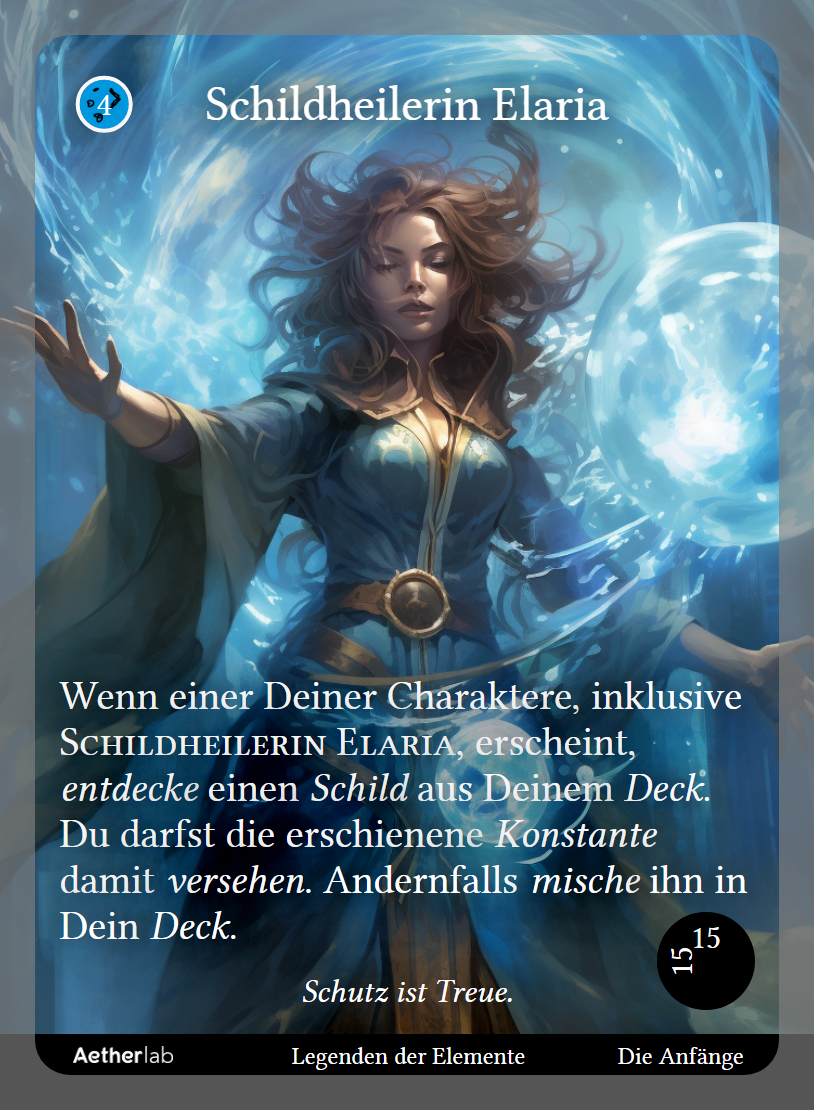 4
Schildheilerin Elaria
Wenn einer Deiner Charaktere, inklusive
Schildheilerin Elaria, erscheint,
entdecke einen Schild aus Deinem Deck.
Du darfst die erschienene Konstante
damit versehen. Andernfalls mische ihn in
Dein Deck.
15
15
Schutz ist Treue.
Aetherlab
Legenden der Elemente
Die Anfänge